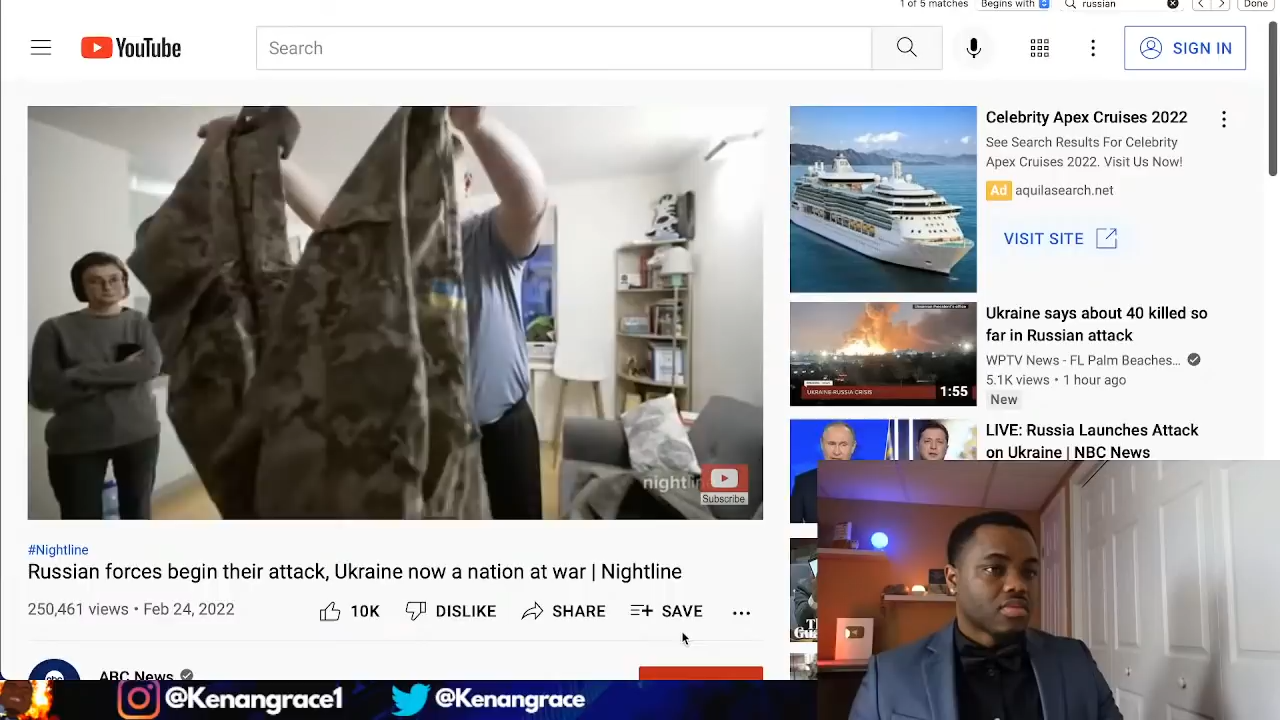 1 of 5 matches
Begins with
russian
Done
YouTube
Search
SIGN IN
nightlin
Subscribe
Celebrity Apex Cruises 2022
See Search Results For Celebrity
Apex Cruises 2022. Visit Us Now!
Ad aquilasearch.net
VISIT SITE
UKRAINE-RUSSIA CRISIS
1:55
Ukraine says about 40 killed so
far in Russian attack
WPTV News - FL Palm Beaches...
5.1K views • 1 hour ago
New
LIVE: Russia Launches Attack
on Ukraine | NBC News
#Nightline
Russian forces begin their attack, Ukraine now a nation at war | Nightline
250,461 views • Feb 24, 2022
10K
DISLIKE
SHARE
SAVE
...
ABC News
@Kenangrace1
@Kenangrace